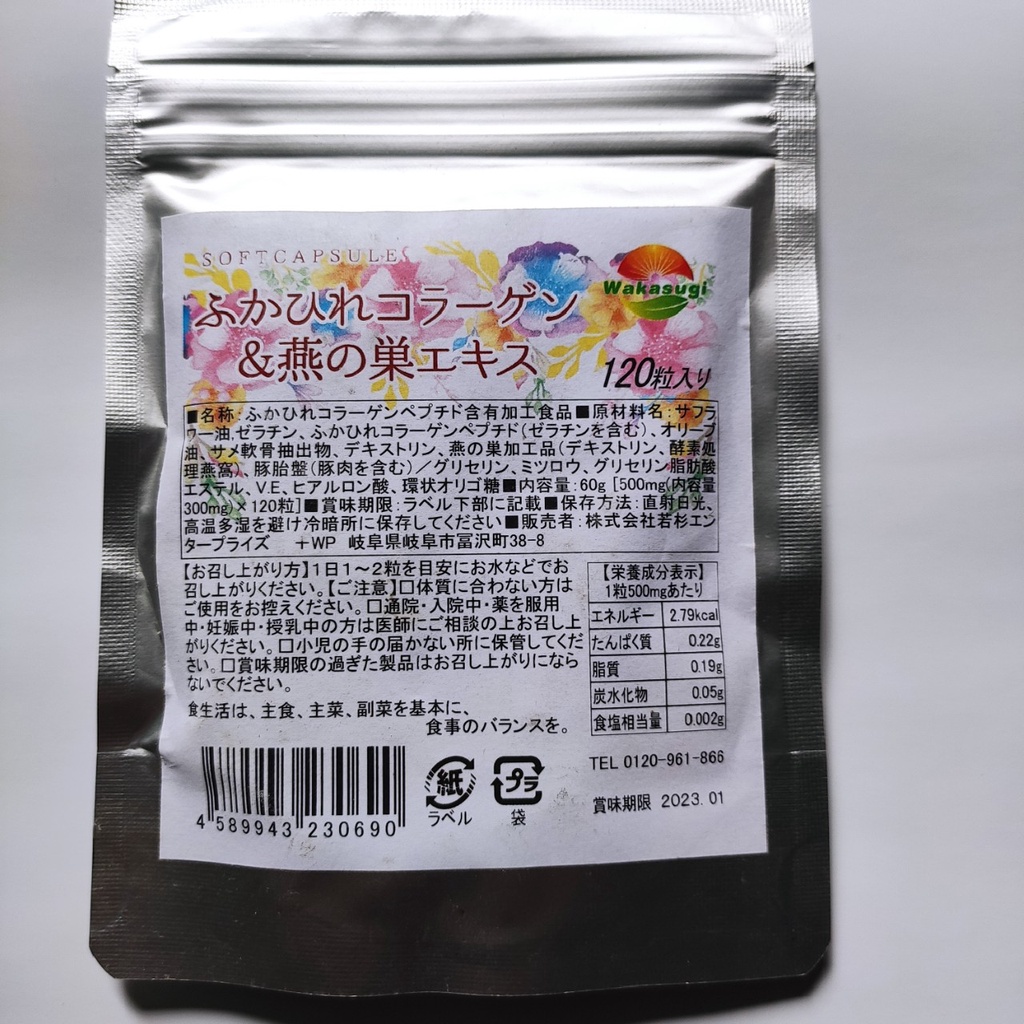 SOFTCAPSULES
Wakasugi
ふかひれコラーゲン
&燕の巣エキス
120粒入り
■名称:ふかひれコラーゲンペプチド含有加工食品■原材料名:サフラ
ワー油、ゼラチン、ふかひれコラーゲンペプチド(ゼラチンを含む)、オリーブ
油、サメ軟骨抽出物、デキストリン、燕の巣加工品(デキストリン、酵素処
理燕窩)、豚胎盤(豚肉を含む)/グリセリン、ミツロウ、グリセリン脂肪酸
エステル、V.E、ヒアルロン酸、環状オリゴ糖■内容量:60g [500mg(内容量
300mg)×120粒]■賞味期限:ラベル下部に記載■保存方法:直射日光、
高温多湿を避け冷暗所に保存してください■販売者:株式会社若杉エン
タープライズ +WP 岐阜県岐阜市冨沢町38-8
【お召し上がり方】1日1~2粒を目安にお水などでお
召し上がりください。【ご注意】□体質に合わない方は
ご使用をお控えください。□通院・入院中・薬を服用
中・妊娠中・授乳中の方は医師にご相談の上お召し上
がりください。□小児の手の届かない所に保管してくだ
さい。□賞味期限の過ぎた製品はお召し上がりになら
ないでください。
食生活は、主食、主菜、副菜を基本に、
食事のバランスを。
【栄養成分表示】
1粒500mgあたり
エネルギー 2.79kcal
たんぱく質 0.22g
脂質 0.19g
炭水化物 0.05g
食塩相当量 0.002g
TEL 0120-961-866
賞味期限 2023.01
紙
ラベル
プラ
袋
4 589943 230690